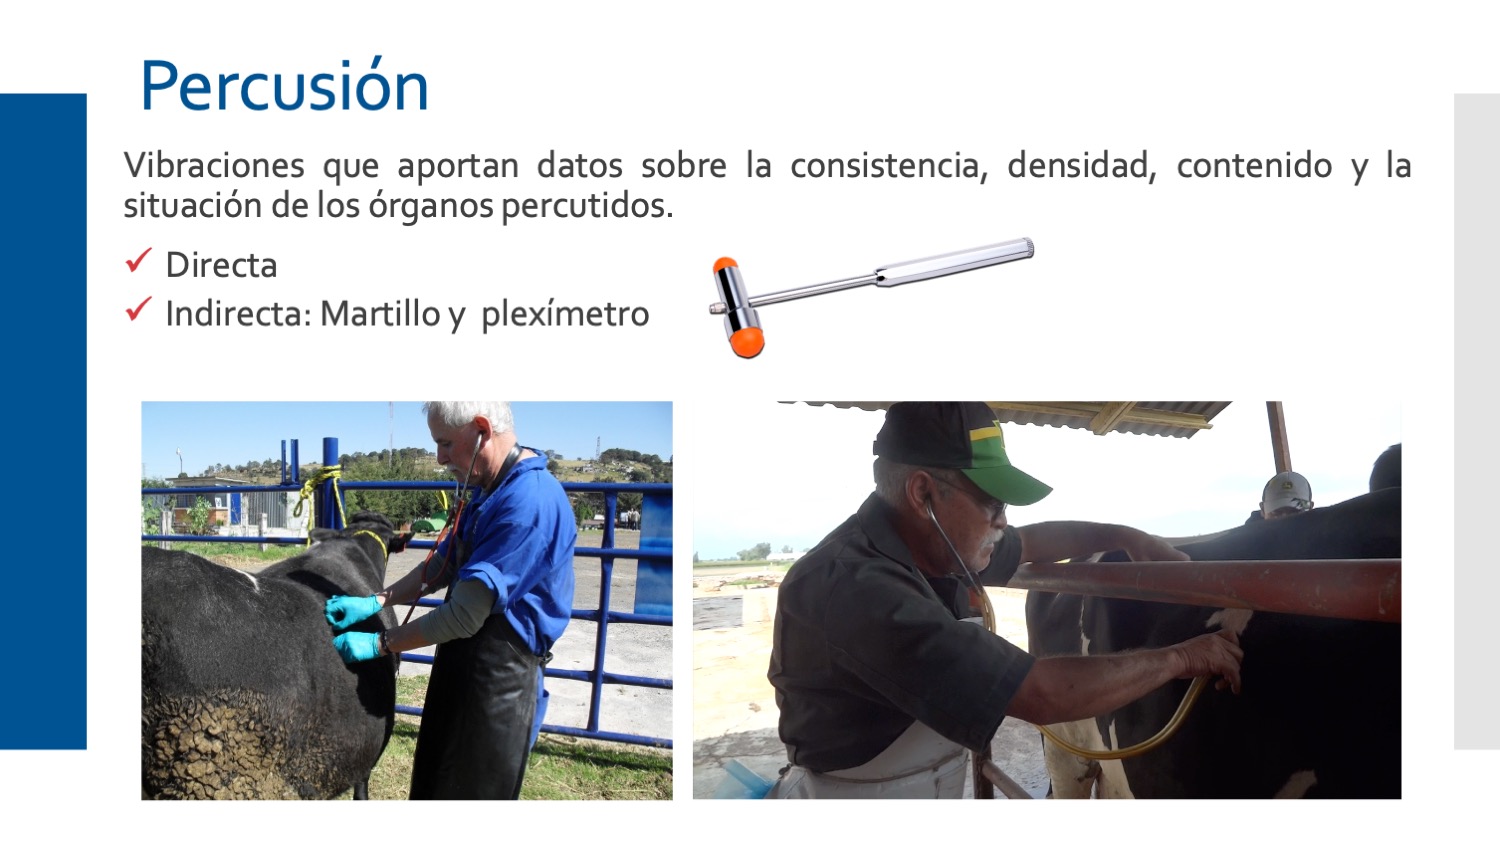 Percusión
Vibraciones que aportan datos sobre la consistencia, densidad, contenido y la
situación de los órganos percutidos.
Directa
Indirecta: Martillo y plexímetro